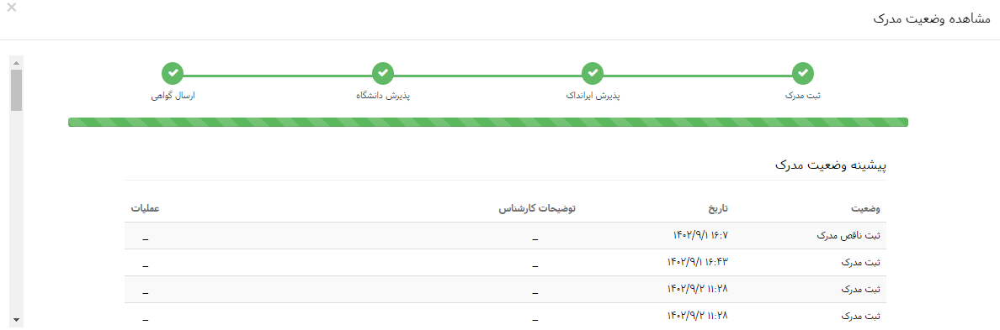 مشاهده وضعیت مدرک
ثبت مدرک
پذیرش ایرانداک
پذیرش دانشگاه
ارسال گواهی
پیشینه وضعیت مدرک
وضعیت تاریخ توضیحات کارشناس عملیات
ثبت ناقص مدرک ۱۴۰۲/۹/۱ ۱۶:۷ _ _
ثبت مدرک ۱۴۰۲/۹/۱ ۱۶:۴۳ _ _
ثبت مدرک ۱۴۰۲/۹/۲ ۱۱:۲۸ _ _
ثبت مدرک ۱۴۰۲/۹/۲ ۱۱:۲۸ _ _